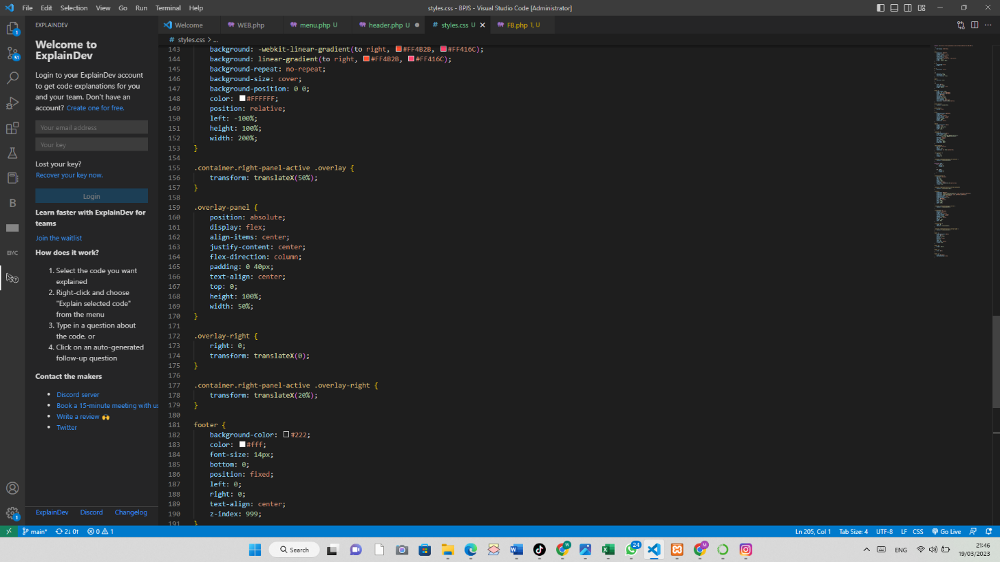 File Edit Selection View Go Run Terminal Help
styles.css - BPJS - Visual Studio Code [Administrator]
EXPLAINDEV
Welcome
WEB.php
menu.php U
header.php U
styles.css U
FB.php 1, U
styles.css > ...
Welcome to
ExplainDev
Login to your ExplainDev account
to get code explanations for you
and your team. Don't have an
account? Create one for free.
Your email address
Your key
Lost your key?
Recover your key now.
Login
Learn faster with ExplainDev for
teams
Join the waitlist
How does it work?
1. Select the code you want
explained
2. Right-click and choose
"Explain selected code"
from the menu
3. Type in a question about
the code, or
4. Click on an auto-generated
follow-up question
Contact the makers
• Discord server
• Book a 15-minute meeting with us
• Write a review 🙌
• Twitter
ExplainDev Discord Changelog
1
51
B
EMC
1
143 background: -webkit-linear-gradient(to right, #FF4B2B, #FF416C);
144 background: linear-gradient(to right, #FF4B2B, #FF416C);
145 background-repeat: no-repeat;
146 background-size: cover;
147 background-position: 0 0;
148 color: #FFFFFF;
149 position: relative;
150 left: -100%;
151 height: 100%;
152 width: 200%;
153 }
154
155 .container.right-panel-active .overlay {
156 transform: translateX(50%);
157 }
158
159 .overlay-panel {
160 position: absolute;
161 display: flex;
162 align-items: center;
163 justify-content: center;
164 flex-direction: column;
165 padding: 0 40px;
166 text-align: center;
167 top: 0;
168 height: 100%;
169 width: 50%;
170 }
171
172 .overlay-right {
173 right: 0;
174 transform: translateX(0);
175 }
176
177 .container.right-panel-active .overlay-right {
178 transform: translateX(20%);
179 }
180
181 footer {
182 background-color: #222;
183 color: #fff;
184 font-size: 14px;
185 bottom: 0;
186 position: fixed;
187 left: 0;
188 right: 0;
189 text-align: center;
190 z-index: 999;
191 }
main* 2↓ 0↑ 0 1
Ln 205, Col 1 Tab Size: 4 UTF-8 LF CSS Go Live
Search
W
24
M
ENG
21:46
19/03/2023